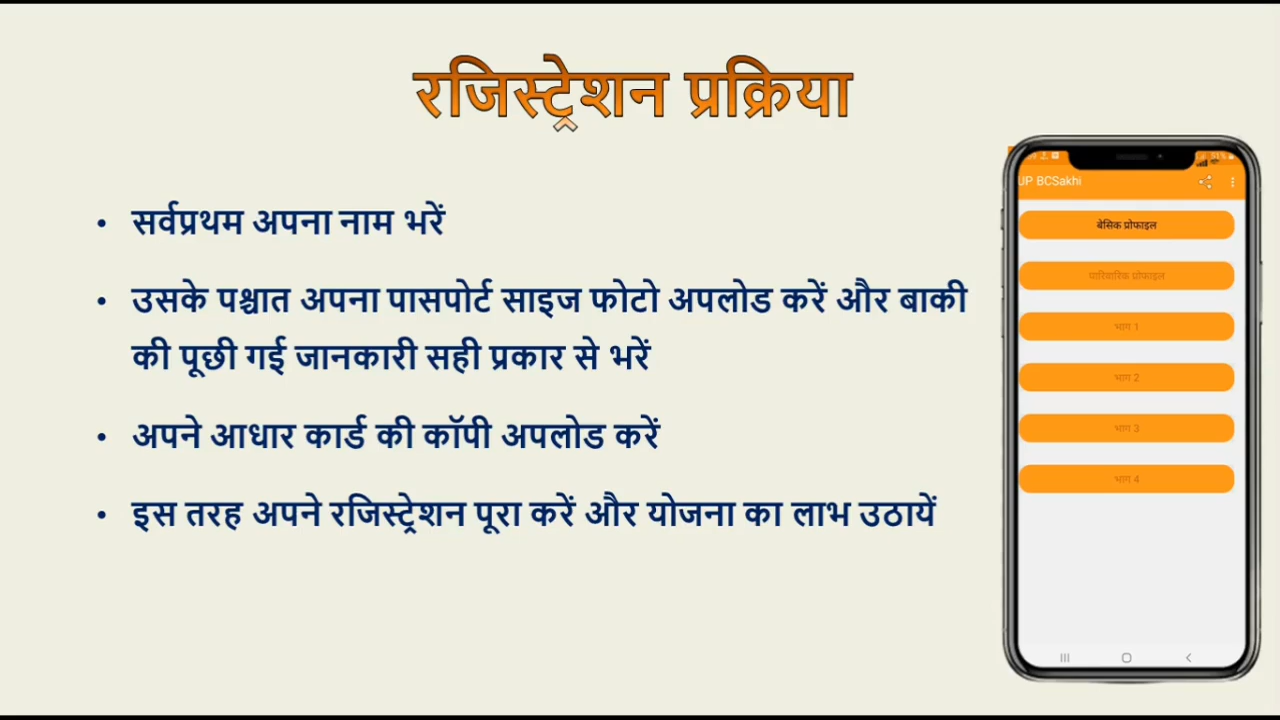 रजिस्ट्रेशन प्रक्रिया
• सर्वप्रथम अपना नाम भरें
• उसके पश्चात अपना पासपोर्ट साइज फोटो अपलोड करें और बाकी
की पूछी गई जानकारी सही प्रकार से भरें
• अपने आधार कार्ड की कॉपी अपलोड करें
• इस तरह अपने रजिस्ट्रेशन पूरा करें और योजना का लाभ उठायें
UP BCSakhi
बेसिक प्रोफाइल
पारिवारिक प्रोफाइल
भाग 1
भाग 2
भाग 3
भाग 4